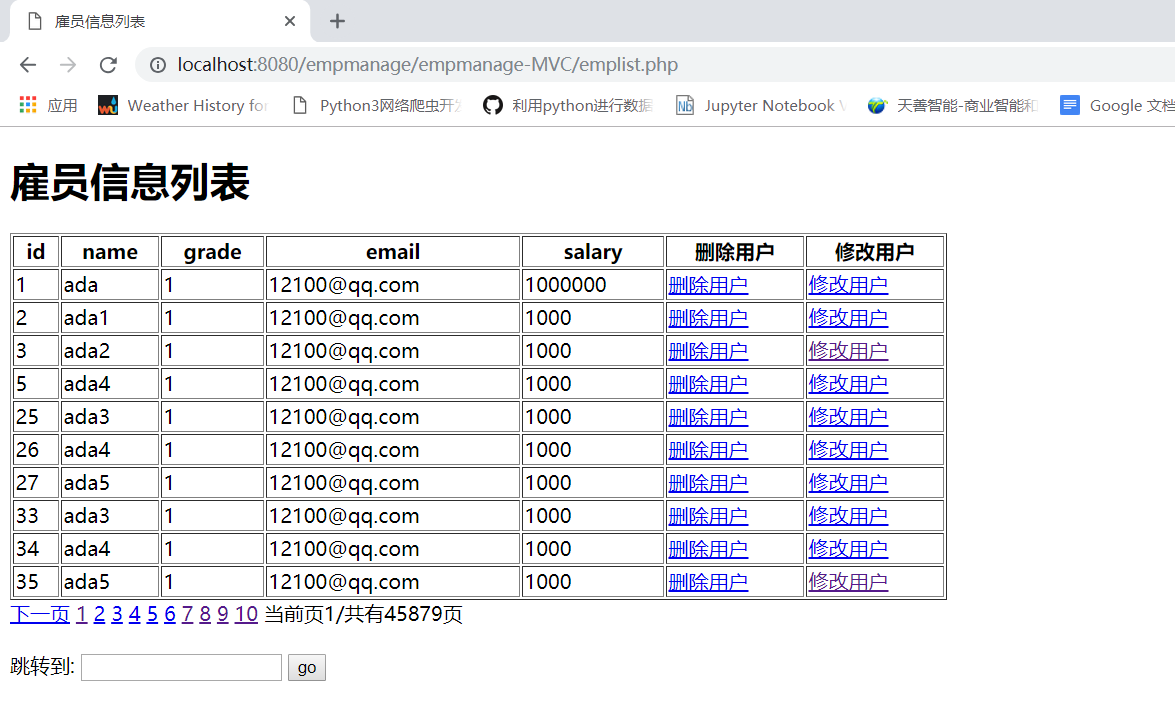 雇员信息列表
localhost:8080/empmanage/empmanage-MVC/emplist.php
应用 Weather History for Python3网络爬虫开发 利用python进行数据 Jupyter Notebook 天善智能-商业智能和 Google 文档
雇员信息列表
id name grade email salary 删除用户 修改用户
1 ada 1 12100@qq.com 1000000 删除用户 修改用户
2 ada1 1 12100@qq.com 1000 删除用户 修改用户
3 ada2 1 12100@qq.com 1000 删除用户 修改用户
5 ada4 1 12100@qq.com 1000 删除用户 修改用户
25 ada3 1 12100@qq.com 1000 删除用户 修改用户
26 ada4 1 12100@qq.com 1000 删除用户 修改用户
27 ada5 1 12100@qq.com 1000 删除用户 修改用户
33 ada3 1 12100@qq.com 1000 删除用户 修改用户
34 ada4 1 12100@qq.com 1000 删除用户 修改用户
35 ada5 1 12100@qq.com 1000 删除用户 修改用户
下一页 1 2 3 4 5 6 7 8 9 10 当前页1/共有45879页
跳转到: go